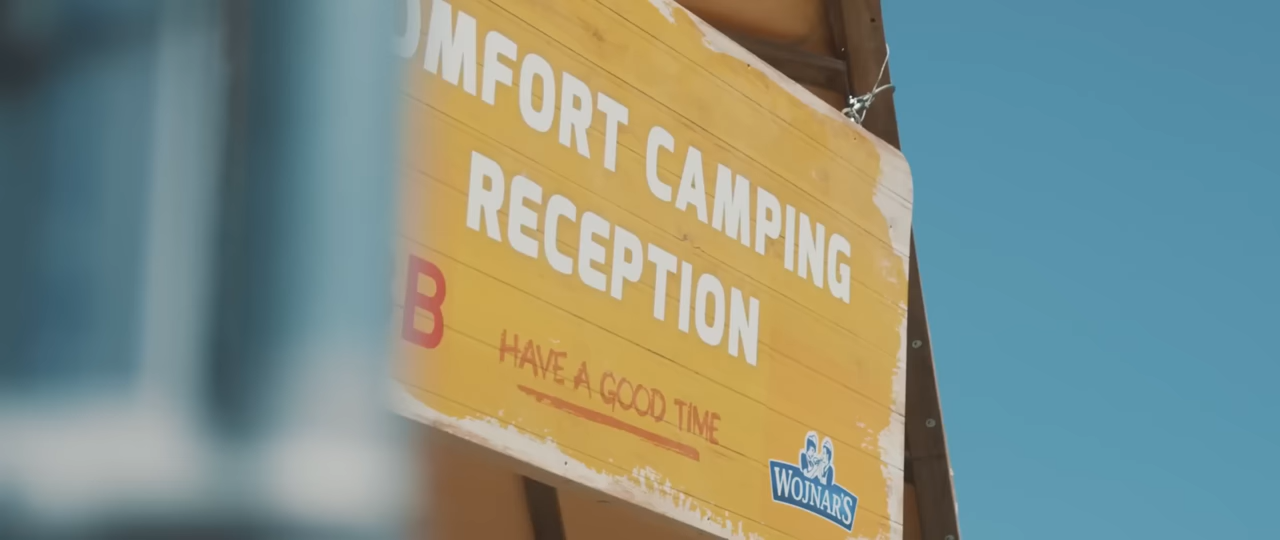 OMFORT CAMPING
RECEPTION
B
HAVE A GOOD TIME
WOJNAR'S